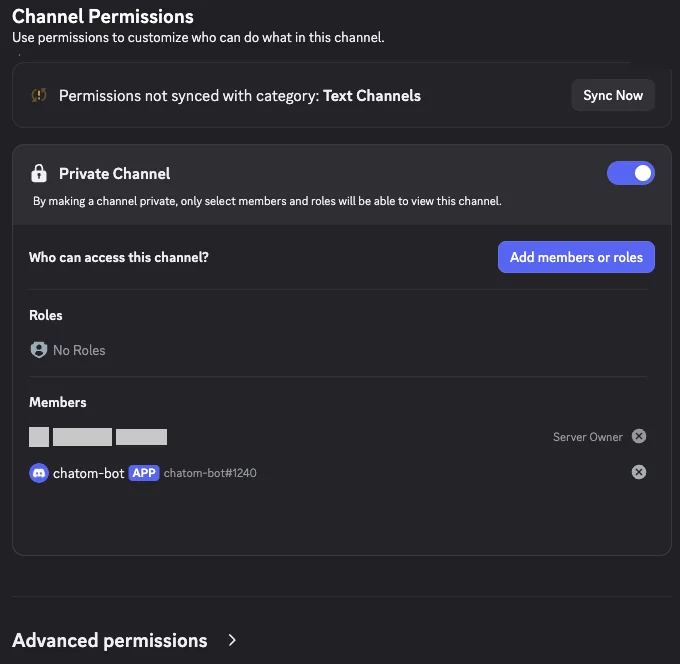 Channel Permissions
Use permissions to customize who can do what in this channel.
Permissions not synced with category: Text Channels
Sync Now
Private Channel
By making a channel private, only select members and roles will be able to view this channel.
Who can access this channel?
Add members or roles
Roles
No Roles
Members
Server Owner
chatom-bot APP chatom-bot#1240
Advanced permissions